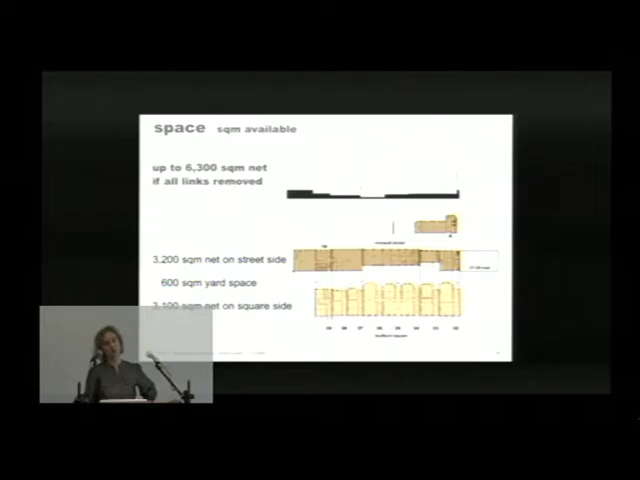 space sqm available
up to 6,300 sqm net
if all links removed
3,200 sqm net on street side
600 sqm yard space
3,100 sqm net on square side